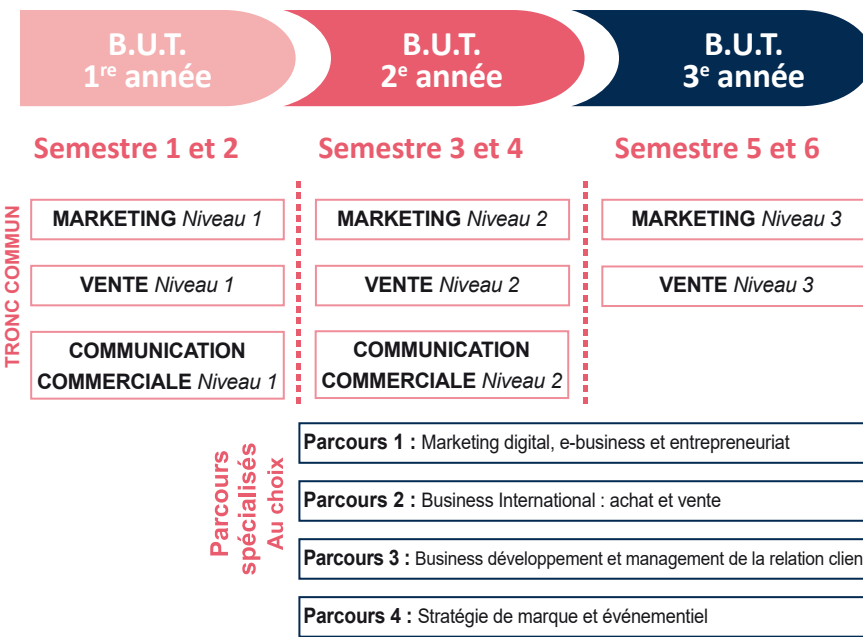 B.U.T.
1re année
B.U.T.
2e année
B.U.T.
3e année
Semestre 1 et 2
Semestre 3 et 4
Semestre 5 et 6
TRONC COMMUN
MARKETING Niveau 1
MARKETING Niveau 2
MARKETING Niveau 3
VENTE Niveau 1
VENTE Niveau 2
VENTE Niveau 3
COMMUNICATION
COMMERCIALE Niveau 1
COMMUNICATION
COMMERCIALE Niveau 2
Parcours
spécialisés
Au choix
Parcours 1 : Marketing digital, e-business et entrepreneuriat
Parcours 2 : Business International : achat et vente
Parcours 3 : Business développement et management de la relation clien
Parcours 4 : Stratégie de marque et événementiel